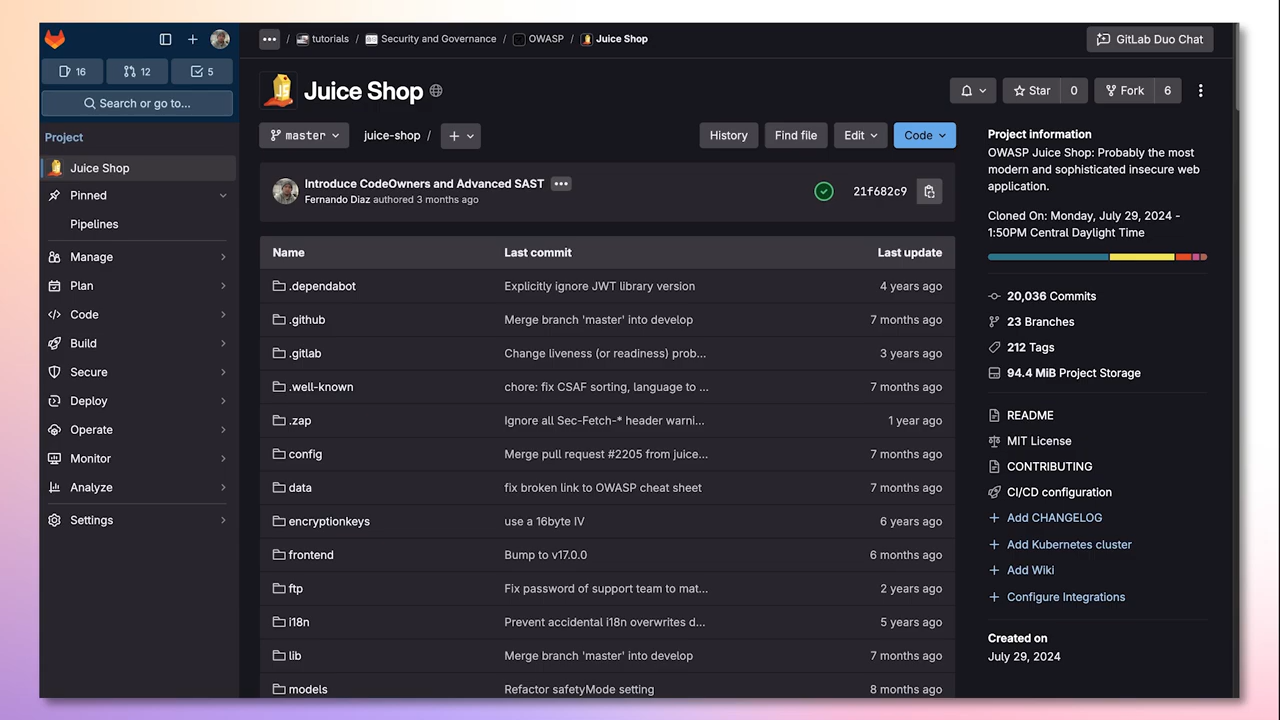 tutorials / Security and Governance / OWASP / Juice Shop
GitLab Duo Chat
16 12 5
Search or go to...
Project
Juice Shop
Pinned
Pipelines
Manage
Plan
Code
Build
Secure
Deploy
Operate
Monitor
Analyze
Settings
Juice Shop
Star 0
Fork 6
master
juice-shop /
History
Find file
Edit
Code
Introduce CodeOwners and Advanced SAST
Fernando Diaz authored 3 months ago
21f682c9
Name Last commit Last update
.dependabot Explicitly ignore JWT library version 4 years ago
.github Merge branch 'master' into develop 7 months ago
.gitlab Change liveness (or readiness) prob... 3 years ago
.well-known chore: fix CSAF sorting, language to ... 7 months ago
.zap Ignore all Sec-Fetch-* header warni... 1 year ago
config Merge pull request #2205 from juice... 7 months ago
data fix broken link to OWASP cheat sheet 7 months ago
encryptionkeys use a 16byte IV 6 years ago
frontend Bump to v17.0.0 6 months ago
ftp Fix password of support team to mat... 2 years ago
i18n Prevent accidental i18n overwrites d... 5 years ago
lib Merge branch 'master' into develop 7 months ago
models Refactor safetyMode setting 8 months ago
Project information
OWASP Juice Shop: Probably the most
modern and sophisticated insecure web
application.
Cloned On: Monday, July 29, 2024 -
1:50PM Central Daylight Time
20,036 Commits
23 Branches
212 Tags
94.4 MiB Project Storage
README
MIT License
CONTRIBUTING
CI/CD configuration
Add CHANGELOG
Add Kubernetes cluster
Add Wiki
Configure Integrations
Created on
July 29, 2024